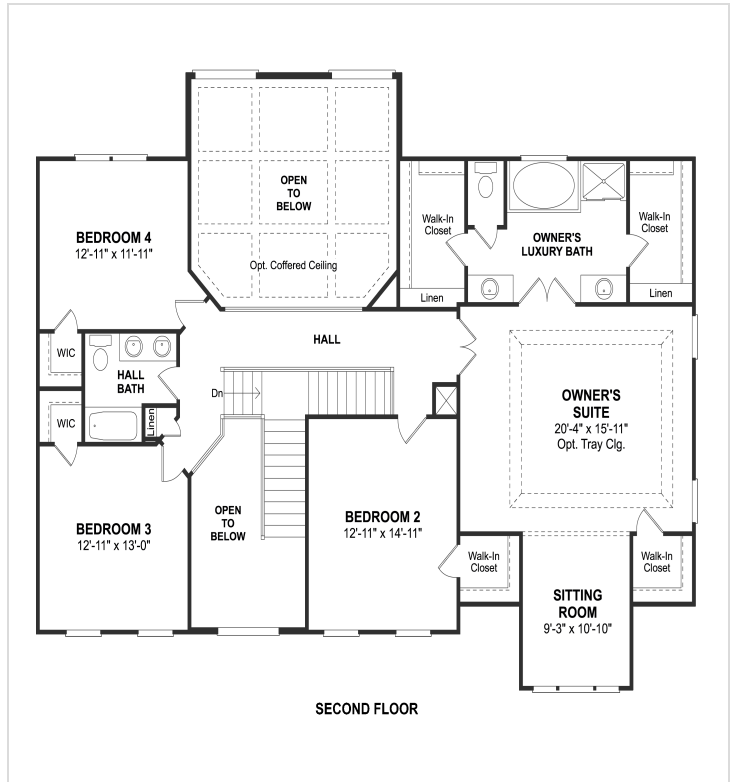 OPEN
TO
BELOW
Opt. Coffered Ceiling
BEDROOM 4
12'-11" x 11'-11"
Walk-In
Closet
Linen
OWNER'S
LUXURY BATH
Walk-In
Closet
Linen
HALL
WIC
HALL
BATH
WIC
Linen
Dn
OWNER'S
SUITE
20'-4" x 15'-11"
Opt. Tray Clg.
BEDROOM 3
12'-11" x 13'-0"
OPEN
TO
BELOW
BEDROOM 2
12'-11" x 14'-11"
Walk-In
Closet
Walk-In
Closet
SITTING
ROOM
9'-3" x 10'-10"
SECOND FLOOR